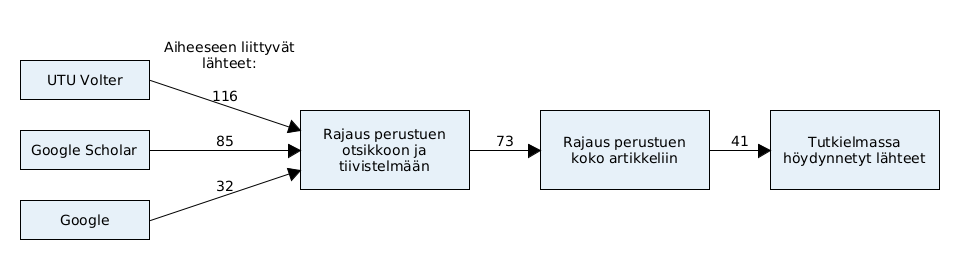 Aiheeseen liittyvät
lähteet:
UTU Volter
116
Google Scholar
85
Google
32
Rajaus perustuen
otsikkoon ja
tiivistelmään
73
Rajaus perustuen
koko artikkeliin
41
Tutkielmassa
höydynnetyt lähteet